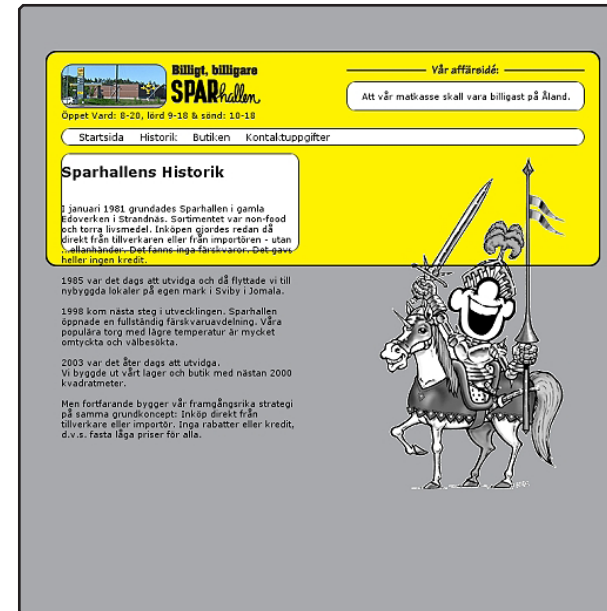 Billigt, billigare
SPARhallen
Öppet Vard: 8-20, lörd 9-18 & sönd: 10-18
Vår affärsidé:
Att vår matkasse skall vara billigast på Åland.
Startsida Historik Butiken Kontaktuppgifter
Sparhallens Historik
I januari 1981 grundades Sparhallen i gamla
Edoverken i Strandnäs. Sortimentet var non-food
och torra livsmedel. Inköpen gjordes redan då
direkt från tillverkaren eller från importören - utan
mellanhänder. Det fanns inga färskvaror. Det gavs
heller ingen kredit.
1985 var det dags att utvidga och då flyttade vi till
nybyggda lokaler på egen mark i Sviby i Jomala.
1998 kom nästa steg i utvecklingen. Sparhallen
öppnade en fullständig färskvaruavdelning. Våra
populära torg med lägre temperatur är mycket
omtyckta och välbesökta.
2003 var det åter dags att utvidga.
Vi byggde ut vårt lager och butik med nästan 2000
kvadratmeter.
Men fortfarande bygger vår framgångsrika strategi
på samma grundkoncept: Inköp direkt från
tillverkare eller importör. Inga rabatter eller kredit,
d.v.s. fasta låga priser för alla.